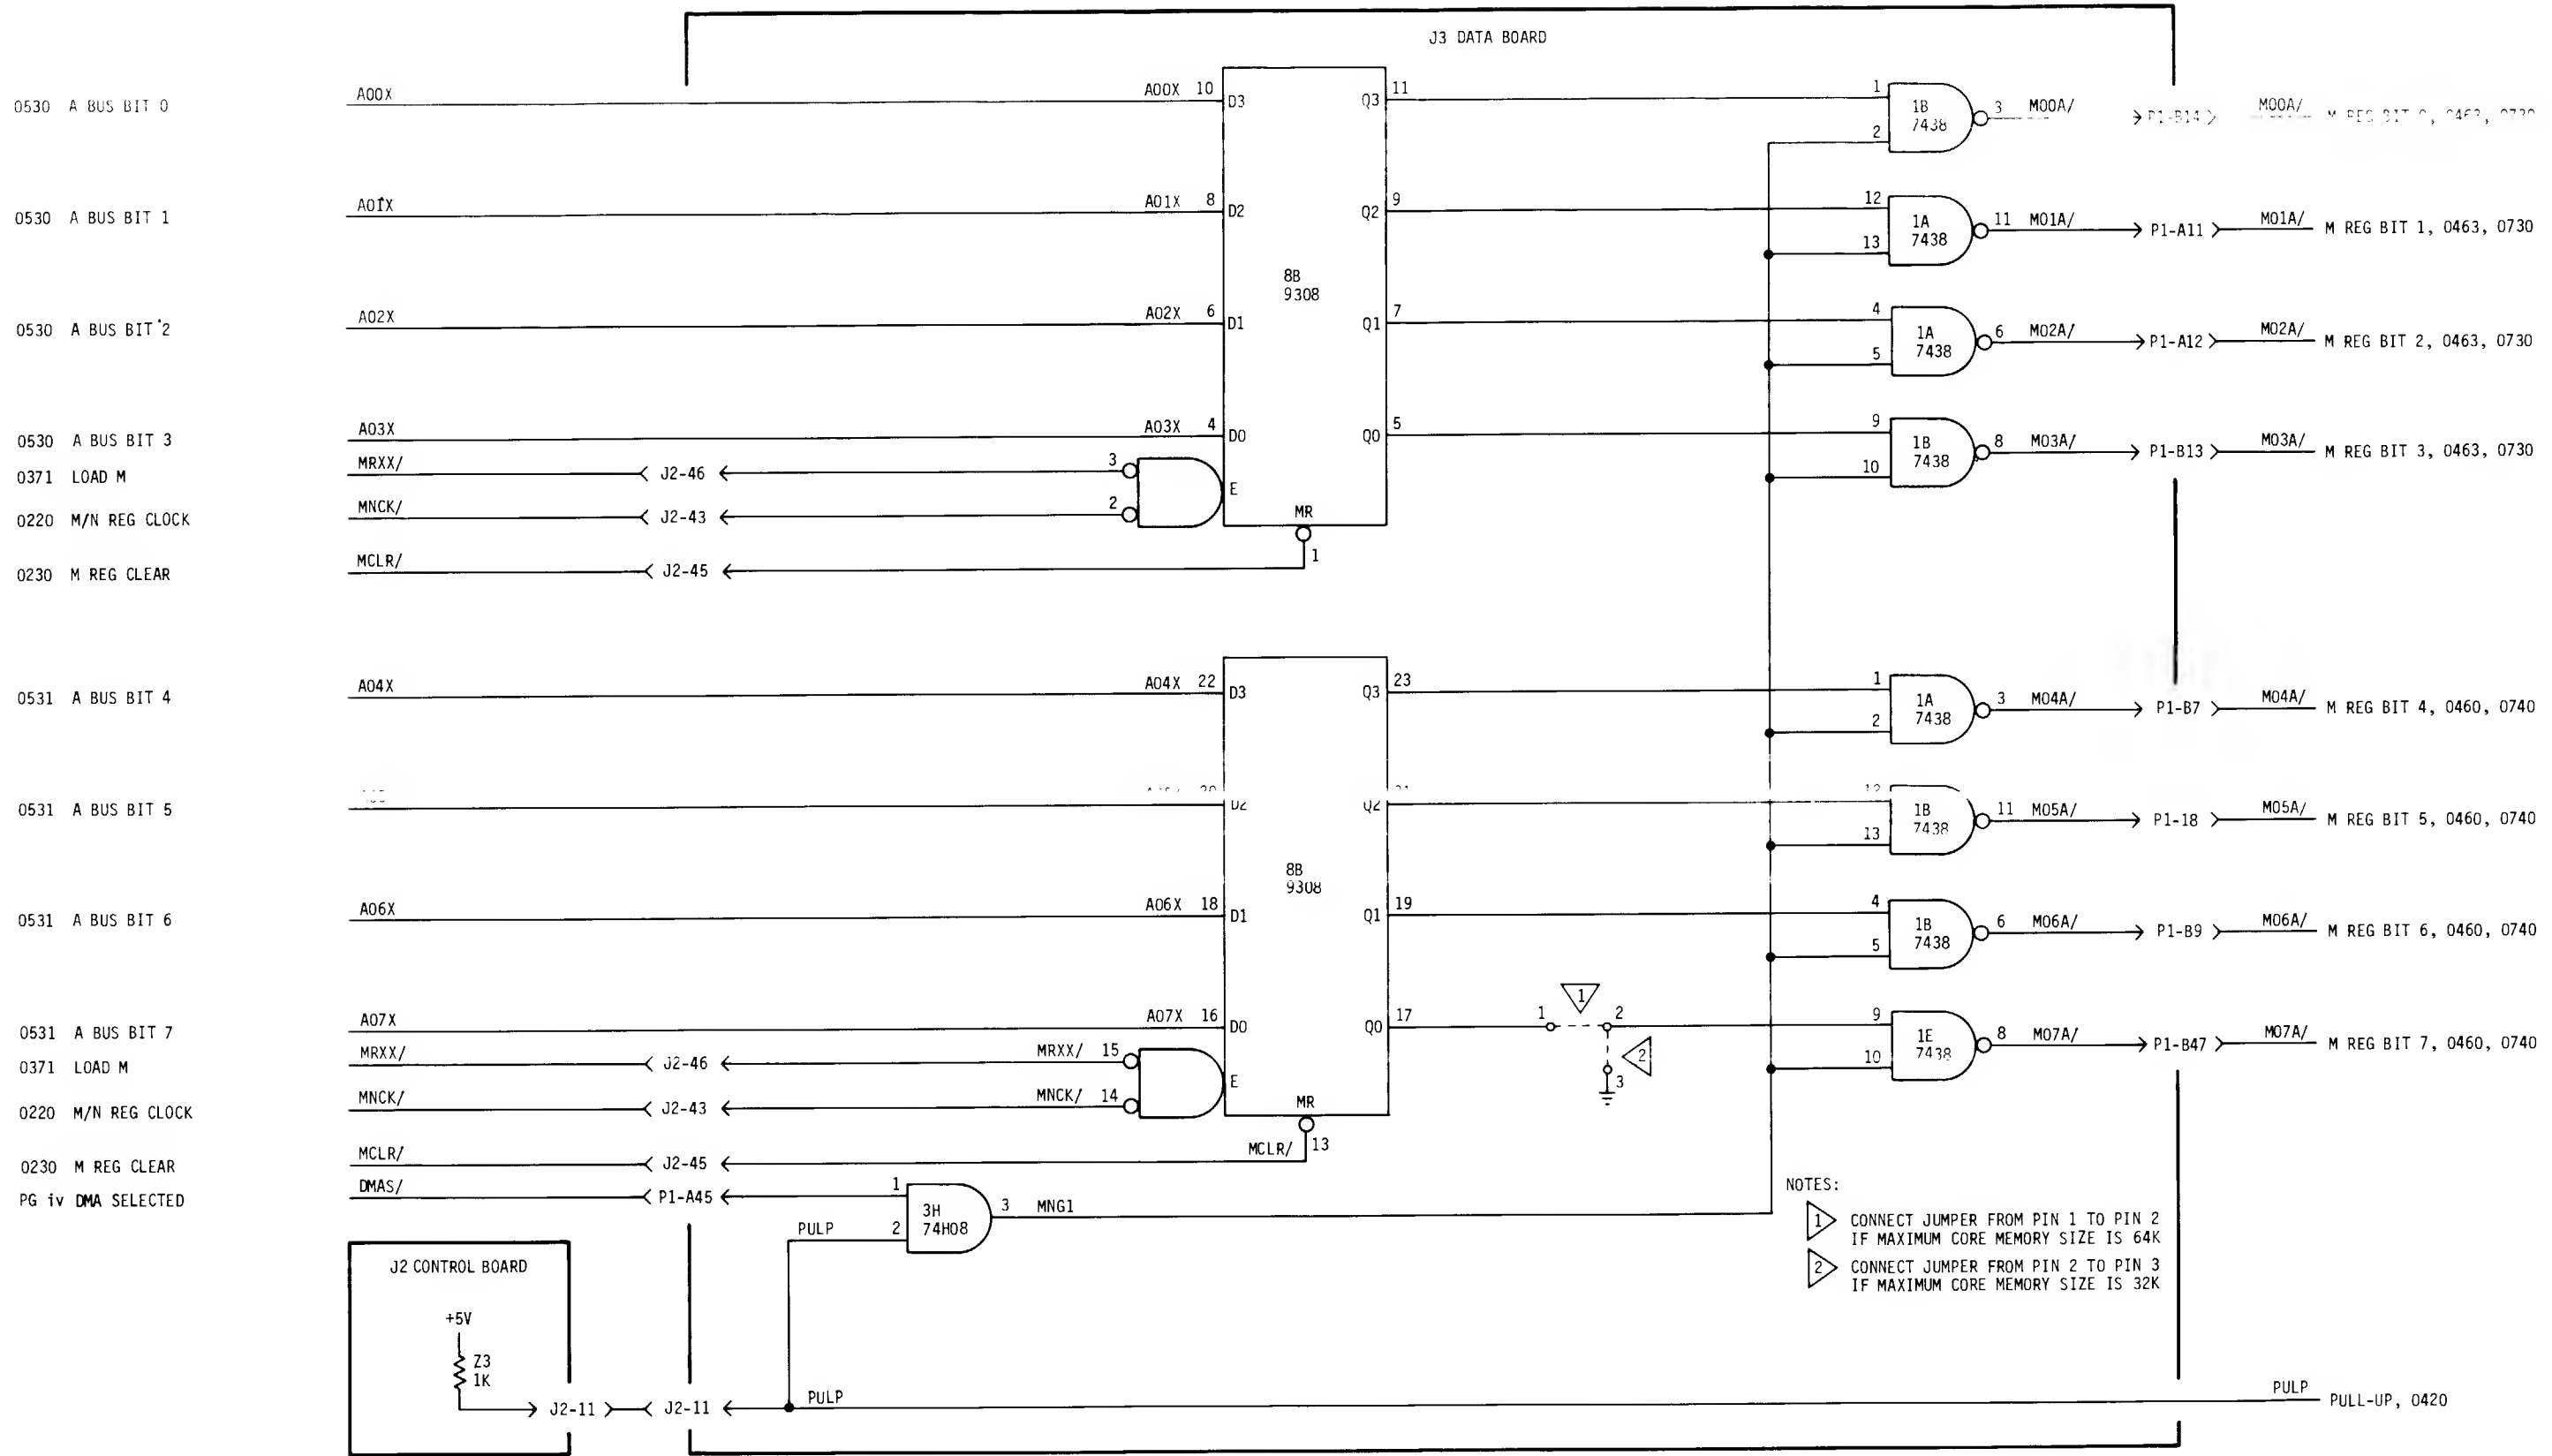 J3 DATA BOARD
0530 A BUS BIT 0 A00X A00X 10 D3 Q3 11 1 2 1B 7438 3 M00A/ P1-B14 M00A/ M REG BIT 0, 0463, 0730
0530 A BUS BIT 1 A01X A01X 8 D2 Q2 9 12 13 1A 7438 11 M01A/ P1-A11 M01A/ M REG BIT 1, 0463, 0730
8B
9308
0530 A BUS BIT 2 A02X A02X 6 D1 Q1 7 4 5 1A 7438 6 M02A/ P1-A12 M02A/ M REG BIT 2, 0463, 0730
0530 A BUS BIT 3 A03X A03X 4 D0 Q0 5 9 10 1B 7438 8 M03A/ P1-B13 M03A/ M REG BIT 3, 0463, 0730
0371 LOAD M MRXX/ J2-46 3 E
0220 M/N REG CLOCK MNCK/ J2-43 2 MR
0230 M REG CLEAR MCLR/ J2-45 1
0531 A BUS BIT 4 A04X A04X 22 D3 Q3 23 1 2 1A 7438 3 M04A/ P1-B7 M04A/ M REG BIT 4, 0460, 0740
0531 A BUS BIT 5 D2 Q2 12 13 1B 7438 11 M05A/ P1-18 M05A/ M REG BIT 5, 0460, 0740
8B
9308
0531 A BUS BIT 6 A06X A06X 18 D1 Q1 19 4 5 1B 7438 6 M06A/ P1-B9 M06A/ M REG BIT 6, 0460, 0740
0531 A BUS BIT 7 A07X A07X 16 D0 Q0 17 1 1 2 2 3 9 10 1E 7438 8 M07A/ P1-B47 M07A/ M REG BIT 7, 0460, 0740
0371 LOAD M MRXX/ J2-46 MRXX/ 15 E
0220 M/N REG CLOCK MNCK/ J2-43 MNCK/ 14 MR
0230 M REG CLEAR MCLR/ J2-45 MCLR/ 13
PG iv DMA SELECTED DMAS/ P1-A45 1 3H 74H08 3 MNG1
PULP 2
NOTES:
1 CONNECT JUMPER FROM PIN 1 TO PIN 2
IF MAXIMUM CORE MEMORY SIZE IS 64K
2 CONNECT JUMPER FROM PIN 2 TO PIN 3
IF MAXIMUM CORE MEMORY SIZE IS 32K
J2 CONTROL BOARD
+5V
Z3
1K
J2-11 J2-11 PULP PULP PULL-UP, 0420